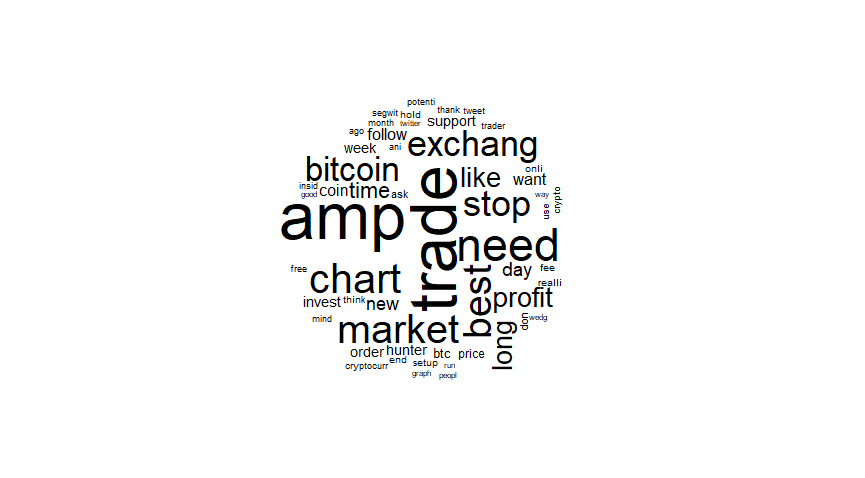 potenti
segwit hold thank tweet
month twitter support trader
ago follow exchang
week ani
bitcoin like onli
insid coin time ask want
good way
amp trade stop use crypto
need
free chart best day fee
realli
invest think new profit
mind market long don wedg
order hunter btc price
cryptocurr end setup run
graph peopl